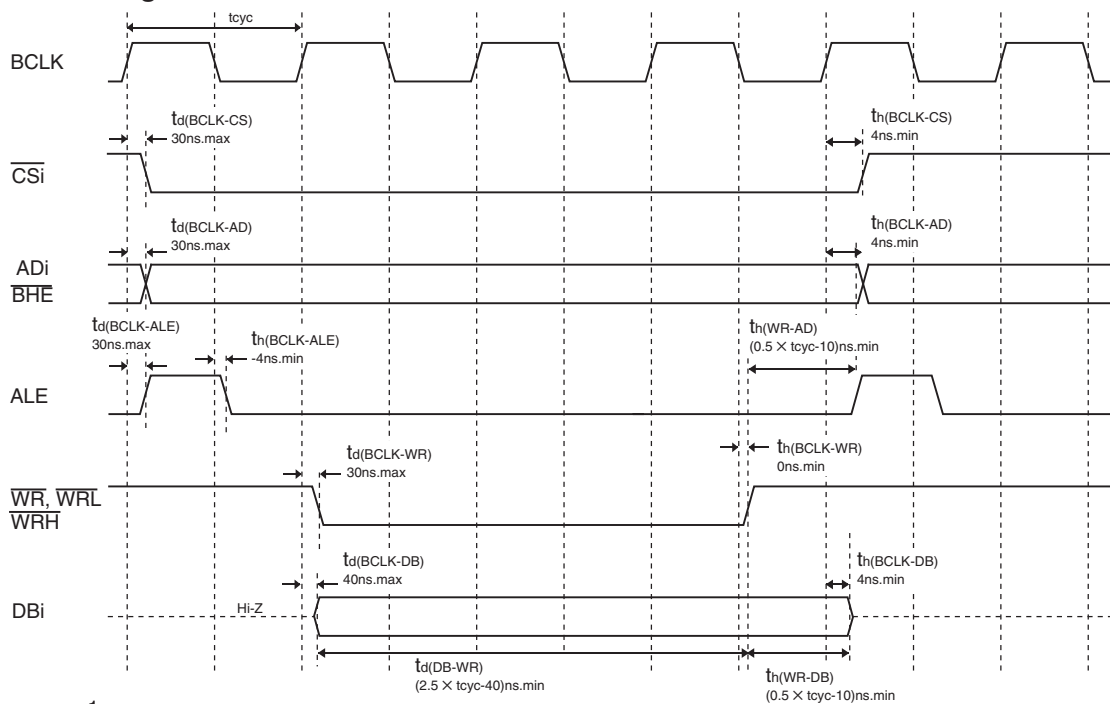 tcyc
BCLK
td(BCLK-CS)
30ns.max
th(BCLK-CS)
4ns.min
CSi
td(BCLK-AD)
30ns.max
th(BCLK-AD)
4ns.min
ADi
BHE
td(BCLK-ALE)
30ns.max
th(BCLK-ALE)
-4ns.min
th(WR-AD)
(0.5 × tcyc-10)ns.min
ALE
td(BCLK-WR)
30ns.max
th(BCLK-WR)
0ns.min
WR, WRL
WRH
td(BCLK-DB)
40ns.max
th(BCLK-DB)
4ns.min
DBi
Hi-Z
td(DB-WR)
(2.5 × tcyc-40)ns.min
th(WR-DB)
(0.5 × tcyc-10)ns.min